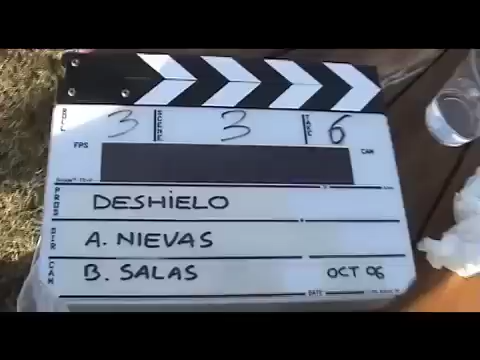 ROLL 3 SCENE 3 TAKE 6
FPS CAM
PROD DESHIELO
DIR A. NIEVAS
CAM B. SALAS OCT 06
DATE